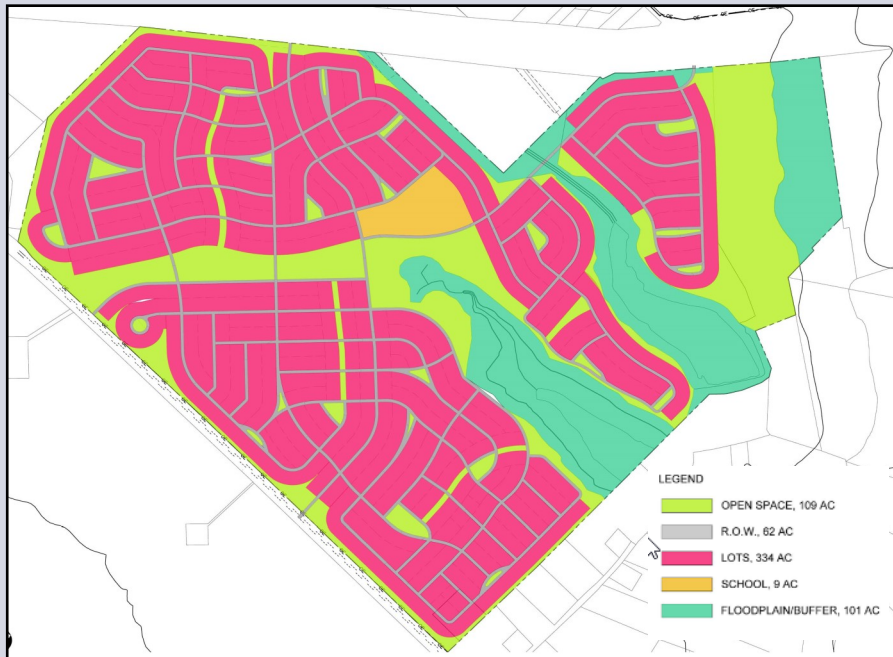 LEGEND
OPEN SPACE, 109 AC
R.O.W., 62 AC
LOTS, 334 AC
SCHOOL, 9 AC
FLOODPLAIN/BUFFER, 101 AC